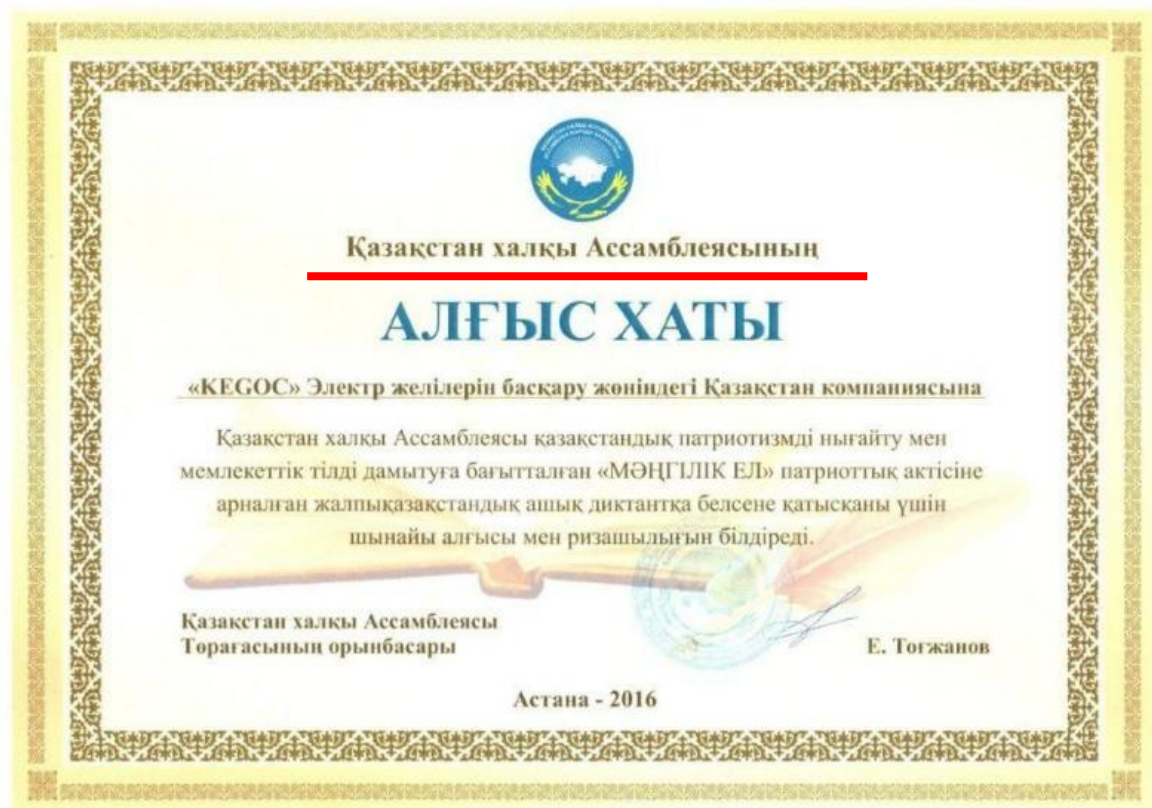 Қазақстан халқы Ассамблеясының
АЛҒЫС ХАТЫ
«KEGOC» Электр желілерін басқару жөніндегі Қазақстан компаниясына
Қазақстан халқы Ассамблеясы қазақстандық патриотизмді нығайту мен
мемлекеттік тілді дамытуға бағытталған «МӘҢГІЛІК ЕЛ» патриоттық актісіне
арналған жалпықазақстандық ашық диктантқа белсене қатысқаны үшін
шынайы алғысы мен ризашылығын білдіреді.
Қазақстан халқы Ассамблеясы
Төрағасының орынбасары
Е. Тоғжанов
Астана - 2016